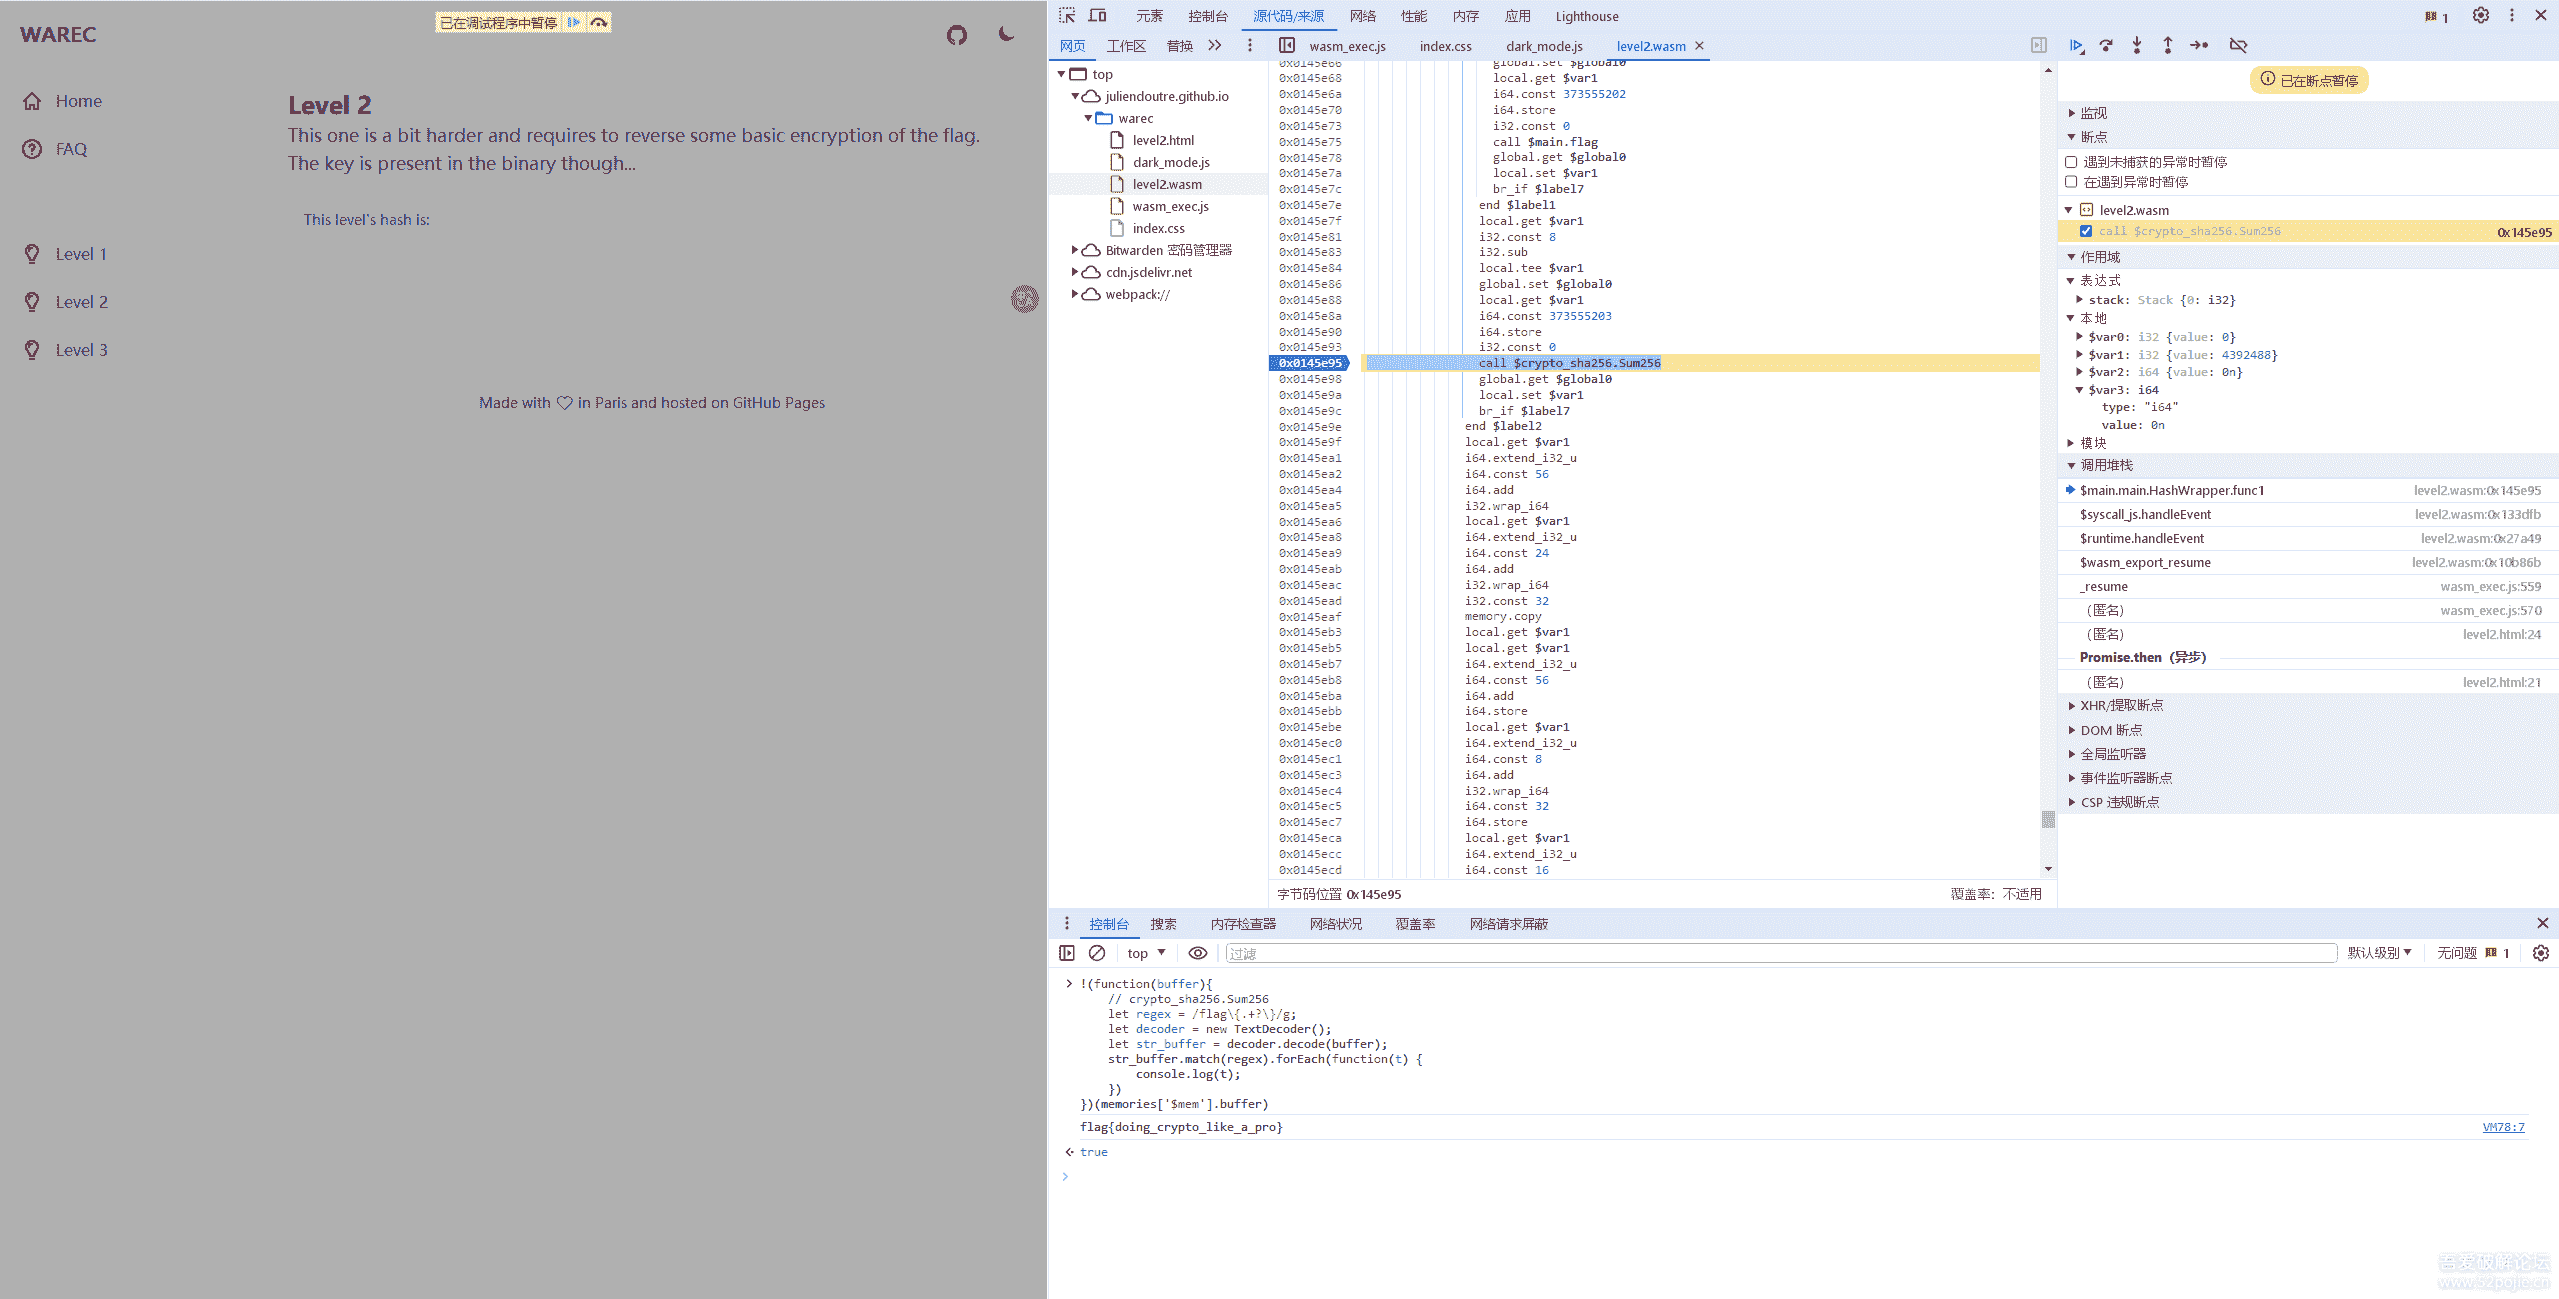 WAREC
已在调试程序中暂停
Home
FAQ
Level 2
This one is a bit harder and requires to reverse some basic encryption of the flag.
The key is present in the binary though...
This level's hash is:
Level 1
Level 2
Level 3
Made with ♡ in Paris and hosted on GitHub Pages
元素 控制台 源代码/来源 网络 性能 内存 应用 Lighthouse
1
网页 工作区 替换
top
juliendoutre.github.io
warec
level2.html
dark_mode.js
level2.wasm
wasm_exec.js
index.css
Bitwarden 密码管理器
cdn.jsdelivr.net
webpack://
wasm_exec.js index.css dark_mode.js level2.wasm
0x0145e66 global.set $global0
0x0145e68 local.get $var1
0x0145e6a i64.const 373555202
0x0145e70 i64.store
0x0145e73 i32.const 0
0x0145e75 call $main.flag
0x0145e78 global.get $global0
0x0145e7a local.set $var1
0x0145e7c br_if $label7
0x0145e7e end $label1
0x0145e7f local.get $var1
0x0145e81 i32.const 8
0x0145e83 i32.sub
0x0145e84 local.tee $var1
0x0145e86 global.set $global0
0x0145e88 local.get $var1
0x0145e8a i64.const 373555203
0x0145e90 i64.store
0x0145e93 i32.const 0
0x0145e95 call $crypto_sha256.Sum256
0x0145e98 global.get $global0
0x0145e9a local.set $var1
0x0145e9c br_if $label7
0x0145e9e end $label2
0x0145e9f local.get $var1
0x0145ea1 i64.extend_i32_u
0x0145ea2 i64.const 56
0x0145ea4 i64.add
0x0145ea5 i32.wrap_i64
0x0145ea6 local.get $var1
0x0145ea8 i64.extend_i32_u
0x0145ea9 i64.const 24
0x0145eab i64.add
0x0145eac i32.wrap_i64
0x0145ead i32.const 32
0x0145eaf memory.copy
0x0145eb3 local.get $var1
0x0145eb5 local.get $var1
0x0145eb7 i64.extend_i32_u
0x0145eb8 i64.const 56
0x0145eba i64.add
0x0145ebb i64.store
0x0145ebe local.get $var1
0x0145ec0 i64.extend_i32_u
0x0145ec1 i64.const 8
0x0145ec3 i64.add
0x0145ec4 i32.wrap_i64
0x0145ec5 i64.const 32
0x0145ec7 i64.store
0x0145eca local.get $var1
0x0145ecc i64.extend_i32_u
0x0145ecd i64.const 16
字节码位置 0x145e95 覆盖率: 不适用
已在断点暂停
监视
断点
遇到未捕获的异常时暂停
在遇到异常时暂停
level2.wasm
call $crypto_sha256.Sum256 0x145e95
作用域
表达式
stack: Stack {0: i32}
本地
$var0: i32 {value: 0}
$var1: i32 {value: 4392488}
$var2: i64 {value: 0n}
$var3: i64
type: "i64"
value: 0n
模块
调用堆栈
$main.main.HashWrapper.func1 level2.wasm:0x145e95
$syscall_js.handleEvent level2.wasm:0x133dfb
$runtime.handleEvent level2.wasm:0x27a49
$wasm_export_resume level2.wasm:0x10b86b
_resume wasm_exec.js:559
(匿名) wasm_exec.js:570
(匿名) level2.html:24
Promise.then (异步)
(匿名) level2.html:21
XHR/提取断点
DOM 断点
全局监听器
事件监听器断点
CSP 违规断点
控制台 搜索 内存检查器 网络状况 覆盖率 网络请求屏蔽
top 过滤 默认级别 无问题 1
> !(function(buffer){
// crypto_sha256.Sum256
let regex = /flag\{.+?\}/g;
let decoder = new TextDecoder();
let str_buffer = decoder.decode(buffer);
str_buffer.match(regex).forEach(function(t) {
console.log(t);
})
})(memories['$mem'].buffer)
flag{doing_crypto_like_a_pro} VM78:7
true
吾爱破解论坛
www.52pojie.cn